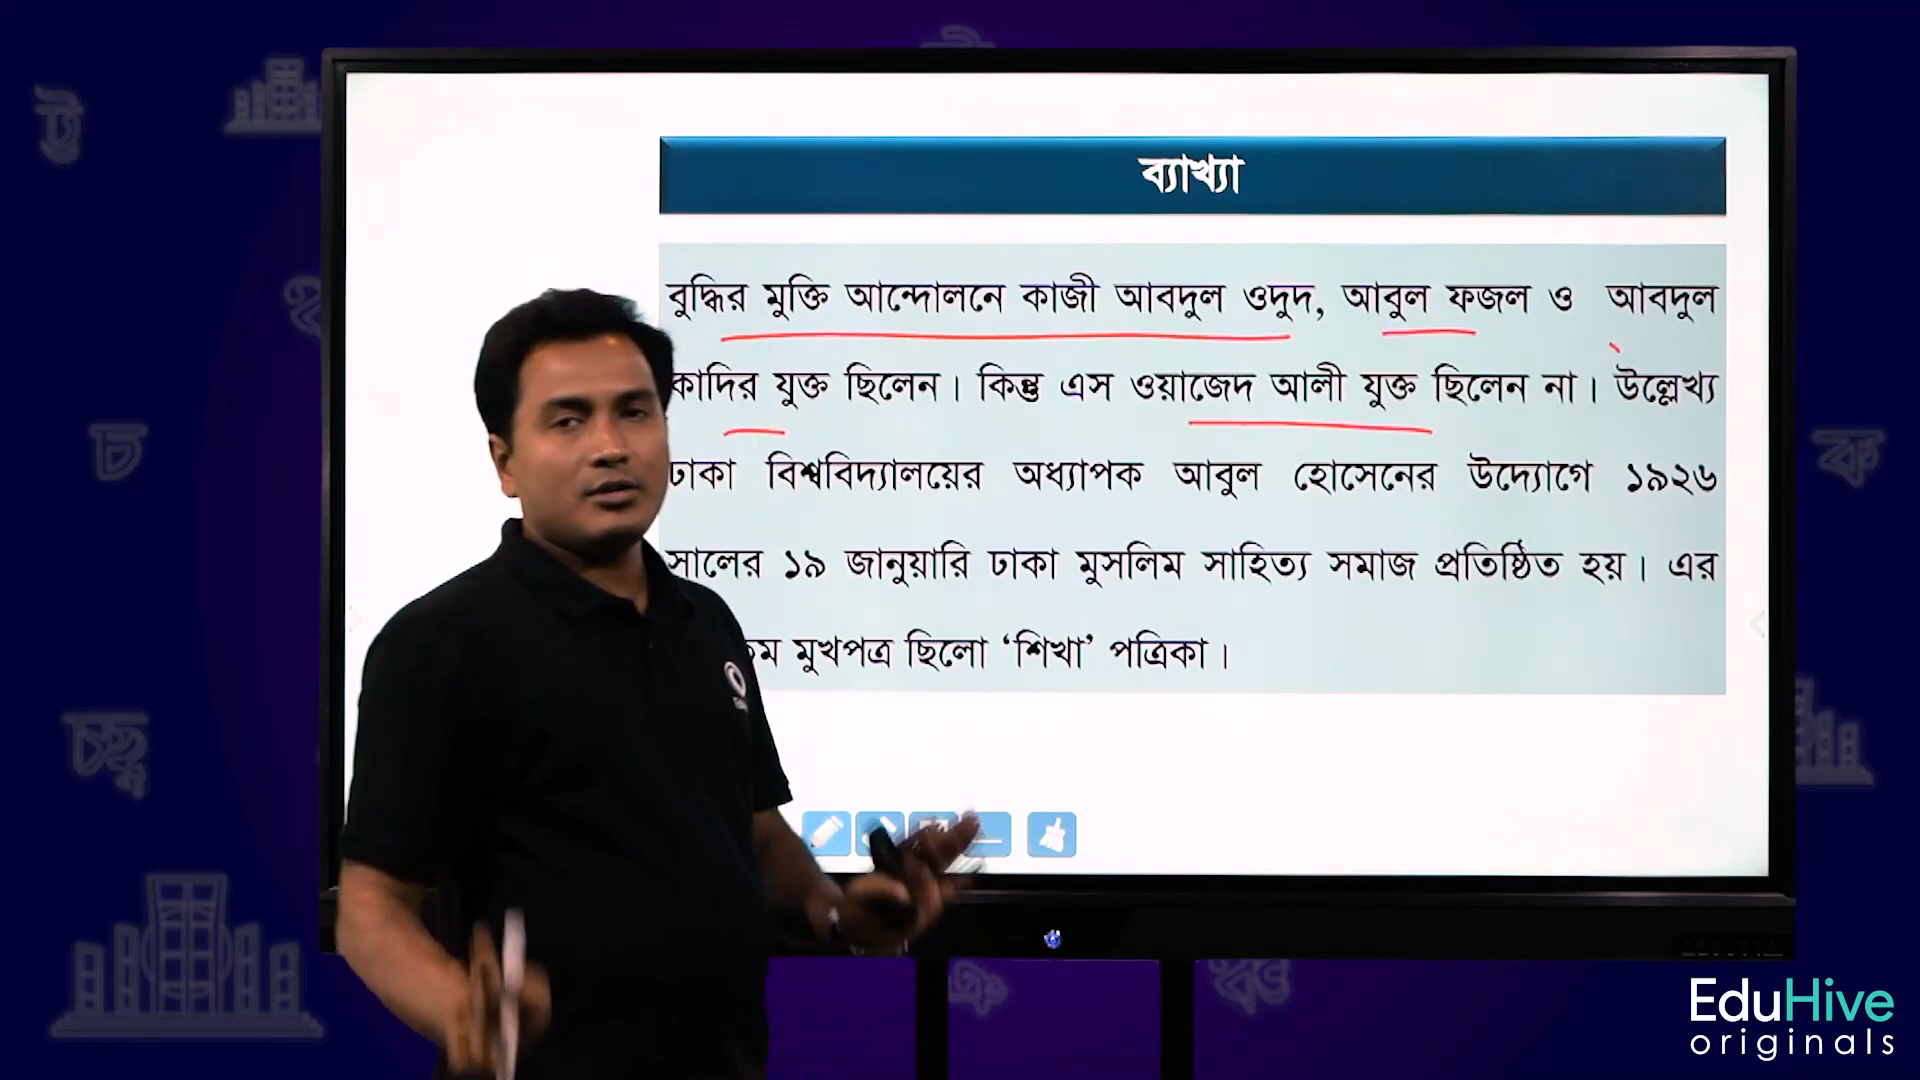 ব্যাখ্যা
বুদ্ধির মুক্তি আন্দোলনে কাজী আবদুল ওদুদ, আবুল ফজল ও আবদুল
কাদির যুক্ত ছিলেন। কিন্তু এস ওয়াজেদ আলী যুক্ত ছিলেন না। উল্লেখ্য
ঢাকা বিশ্ববিদ্যালয়ের অধ্যাপক আবুল হোসেনের উদ্যোগে ১৯২৬
সালের ১৯ জানুয়ারি ঢাকা মুসলিম সাহিত্য সমাজ প্রতিষ্ঠিত হয়। এর
মুখপত্র ছিলো ‘শিখা’ পত্রিকা।
ট্ট
চ
চ্ছ্ব
ক্ক
EduHive
originals